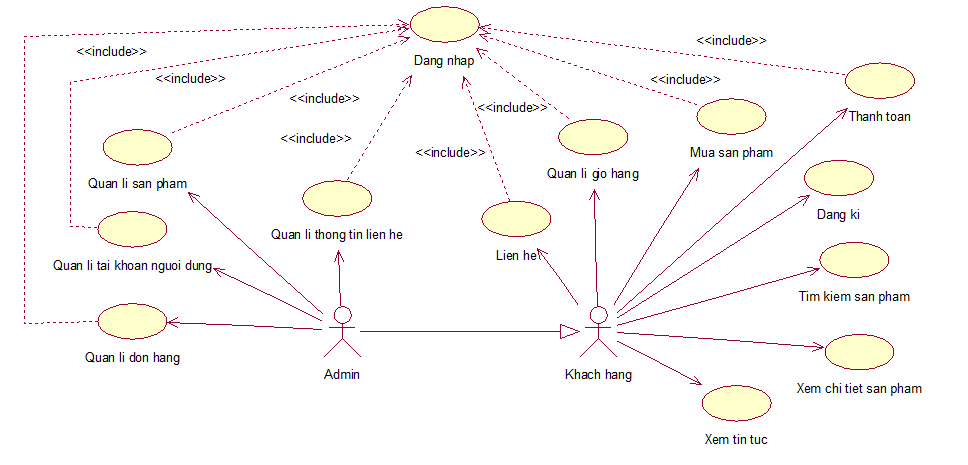 <<include>>
Dang nhap
<<include>>
<<include>>
<<include>>
<<include>>
<<include>>
<<include>>
<<include>>
<<include>>
Thanh toan
Mua san pham
Quan li san pham
Quan li gio hang
Dang ki
Quan li thong tin lien he
Lien he
Quan li tai khoan nguoi dung
Tim kiem san pham
Quan li don hang
Admin
Khach hang
Xem chi tiet san pham
Xem tin tuc